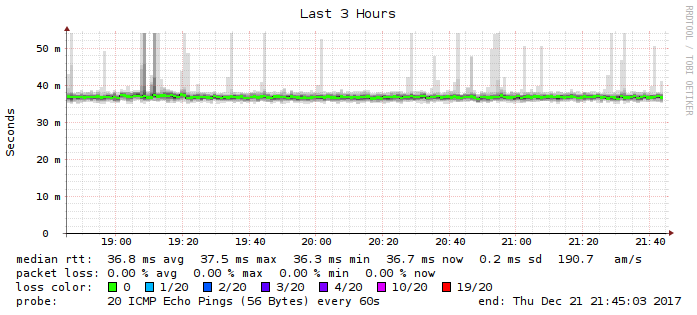 Last 3 Hours
RRDTOOL / TOBI OETIKER
Seconds
50 m
40 m
30 m
20 m
10 m
0
19:00 19:20 19:40 20:00 20:20 20:40 21:00 21:20 21:40
median rtt: 36.8 ms avg 37.5 ms max 36.3 ms min 36.7 ms now 0.2 ms sd 190.7 am/s
packet loss: 0.00 % avg 0.00 % max 0.00 % min 0.00 % now
loss color: 0 1/20 2/20 3/20 4/20 10/20 19/20
probe: 20 ICMP Echo Pings (56 Bytes) every 60s end: Thu Dec 21 21:45:03 2017